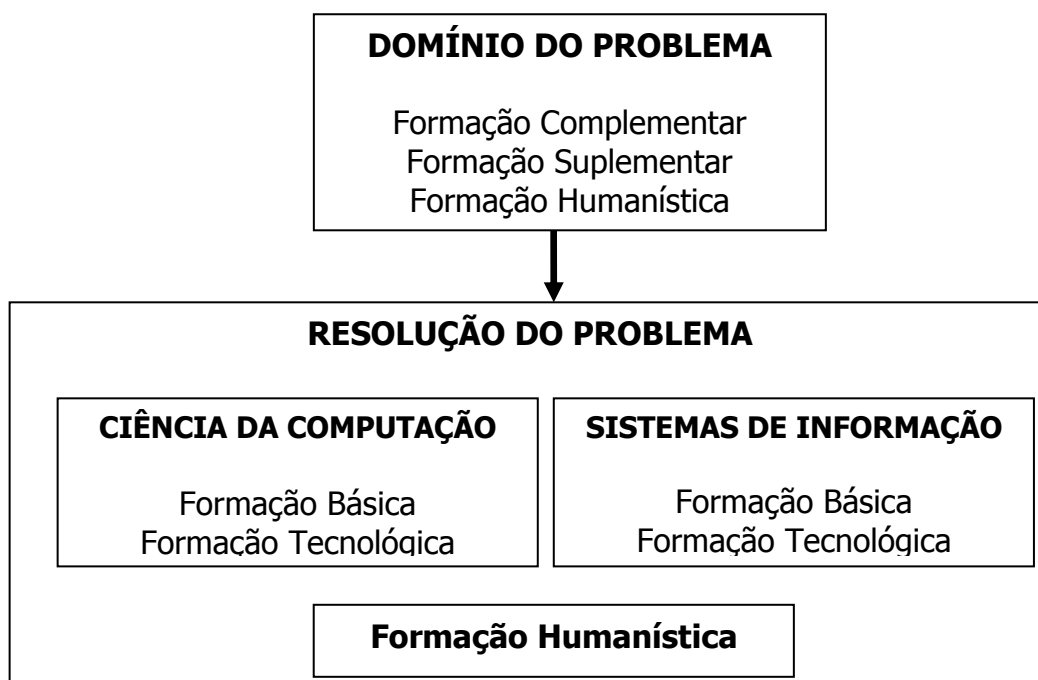 DOMÍNIO DO PROBLEMA
Formação Complementar
Formação Suplementar
Formação Humanística
RESOLUÇÃO DO PROBLEMA
CIÊNCIA DA COMPUTAÇÃO
Formação Básica
Formação Tecnológica
SISTEMAS DE INFORMAÇÃO
Formação Básica
Formação Tecnológica
Formação Humanística